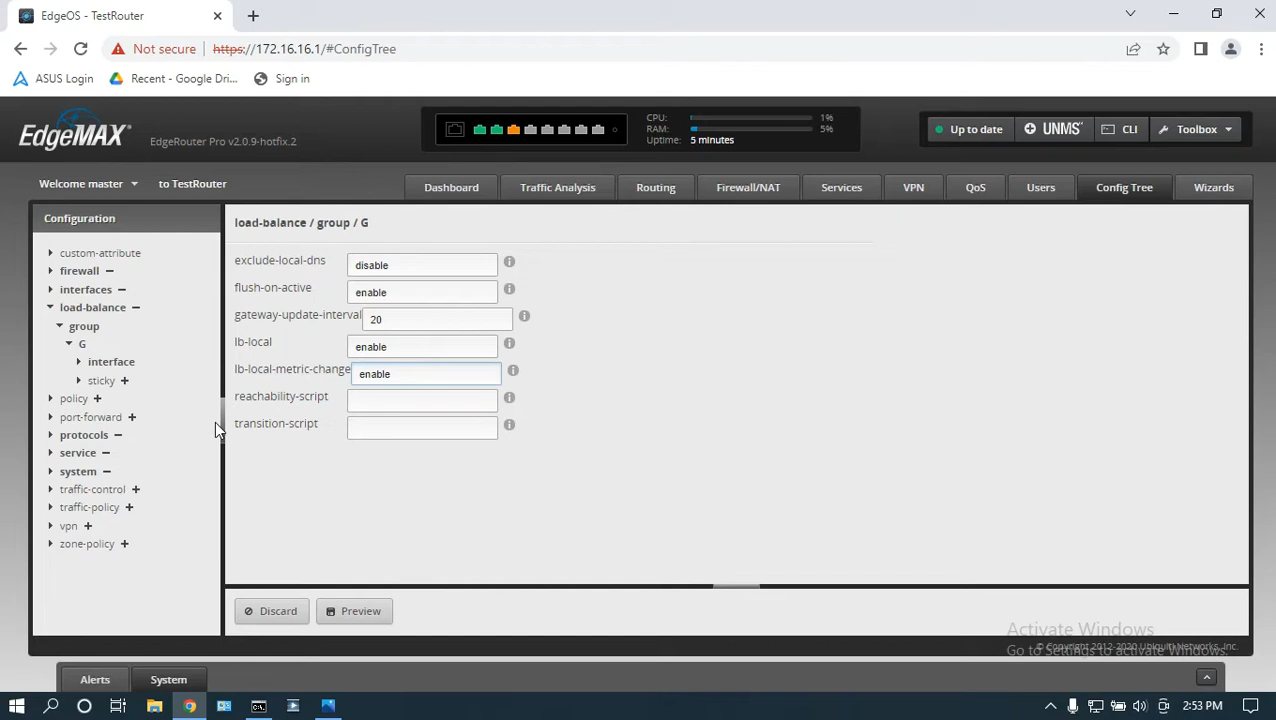 EdgeOS - TestRouter
Not secure https://172.16.16.1/#ConfigTree
ASUS Login Recent - Google Dri... Sign in
EdgeMAX® EdgeRouter Pro v2.0.9-hotfix.2
CPU: 1%
RAM: 5%
Uptime: 5 minutes
Up to date UNMS CLI Toolbox
Welcome master to TestRouter
Dashboard Traffic Analysis Routing Firewall/NAT Services VPN QoS Users Config Tree Wizards
Configuration
custom-attribute
firewall
interfaces
load-balance
group
G
interface
sticky
policy
port-forward
protocols
service
system
traffic-control
traffic-policy
vpn
zone-policy
load-balance / group / G
exclude-local-dns disable
flush-on-active enable
gateway-update-interval 20
lb-local enable
lb-local-metric-change enable
reachability-script
transition-script
Discard Preview
Activate Windows
Go to Settings to activate Windows.
© Copyright 2012-2020 Ubiquiti Networks, Inc.
Alerts System
2:53 PM